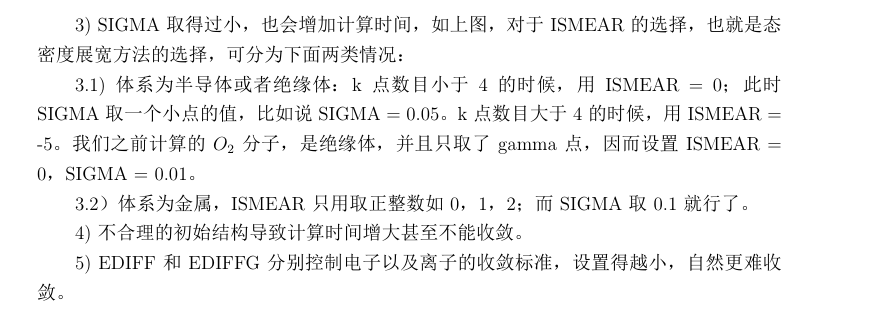 3) SIGMA 取得过小，也会增加计算时间，如上图，对于 ISMEAR 的选择，也就是态
密度展宽方法的选择，可分为下面两类情况：
3.1）体系为半导体或者绝缘体：k 点数目小于 4 的时候，用 ISMEAR = 0；此时
SIGMA 取一个小点的值，比如说 SIGMA = 0.05。k 点数目大于 4 的时候，用 ISMEAR =
-5。我们之前计算的 O₂ 分子，是绝缘体，并且只取了 gamma 点，因而设置 ISMEAR =
0，SIGMA = 0.01。
3.2）体系为金属，ISMEAR 只用取正整数如 0，1，2；而 SIGMA 取 0.1 就行了。
4) 不合理的初始结构导致计算时间增大甚至不能收敛。
5) EDIFF 和 EDIFFG 分别控制电子以及离子的收敛标准，设置得越小，自然更难收
敛。